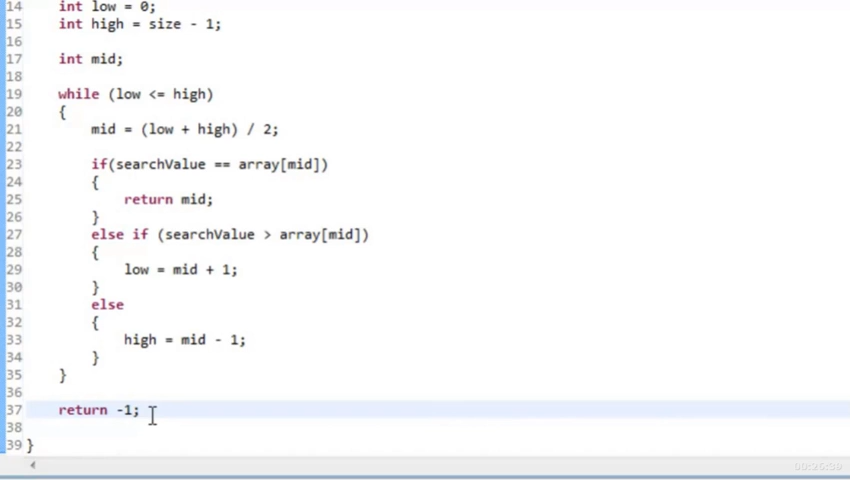 14 int low = 0;
15 int high = size - 1;
16
17 int mid;
18
19 while (low <= high)
20 {
21 mid = (low + high) / 2;
22
23 if(searchValue == array[mid])
24 {
25 return mid;
26 }
27 else if (searchValue > array[mid])
28 {
29 low = mid + 1;
30 }
31 else
32 {
33 high = mid - 1;
34 }
35 }
36
37 return -1;
38
39 }